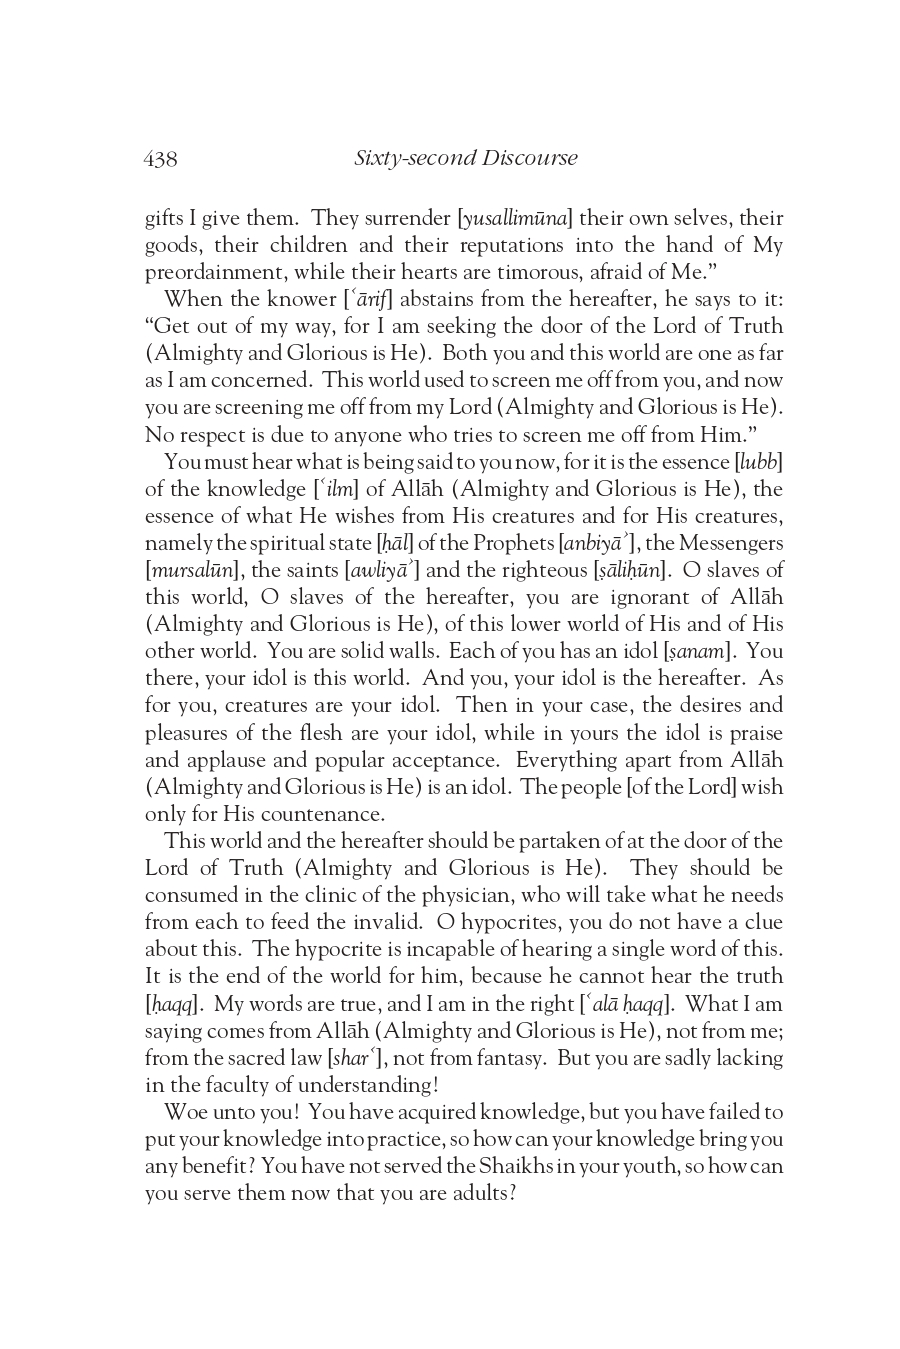 438 Sixty-second Discourse
gifts I give them. They surrender [yusallimūna] their own selves, their
goods, their children and their reputations into the hand of My
preordainment, while their hearts are timorous, afraid of Me.”
When the knower [ʿārif] abstains from the hereafter, he says to it:
“Get out of my way, for I am seeking the door of the Lord of Truth
(Almighty and Glorious is He). Both you and this world are one as far
as I am concerned. This world used to screen me off from you, and now
you are screening me off from my Lord (Almighty and Glorious is He).
No respect is due to anyone who tries to screen me off from Him.”
You must hear what is being said to you now, for it is the essence [lubb]
of the knowledge [ʿilm] of Allāh (Almighty and Glorious is He), the
essence of what He wishes from His creatures and for His creatures,
namely the spiritual state [ḥāl] of the Prophets [anbiyāʾ], the Messengers
[mursalūn], the saints [awliyāʾ] and the righteous [ṣāliḥūn]. O slaves of
this world, O slaves of the hereafter, you are ignorant of Allāh
(Almighty and Glorious is He), of this lower world of His and of His
other world. You are solid walls. Each of you has an idol [ṣanam]. You
there, your idol is this world. And you, your idol is the hereafter. As
for you, creatures are your idol. Then in your case, the desires and
pleasures of the flesh are your idol, while in yours the idol is praise
and applause and popular acceptance. Everything apart from Allāh
(Almighty and Glorious is He) is an idol. The people [of the Lord] wish
only for His countenance.
This world and the hereafter should be partaken of at the door of the
Lord of Truth (Almighty and Glorious is He). They should be
consumed in the clinic of the physician, who will take what he needs
from each to feed the invalid. O hypocrites, you do not have a clue
about this. The hypocrite is incapable of hearing a single word of this.
It is the end of the world for him, because he cannot hear the truth
[ḥaqq]. My words are true, and I am in the right [ʿalā ḥaqq]. What I am
saying comes from Allāh (Almighty and Glorious is He), not from me;
from the sacred law [sharʿ], not from fantasy. But you are sadly lacking
in the faculty of understanding!
Woe unto you! You have acquired knowledge, but you have failed to
put your knowledge into practice, so how can your knowledge bring you
any benefit? You have not served the Shaikhs in your youth, so how can
you serve them now that you are adults?